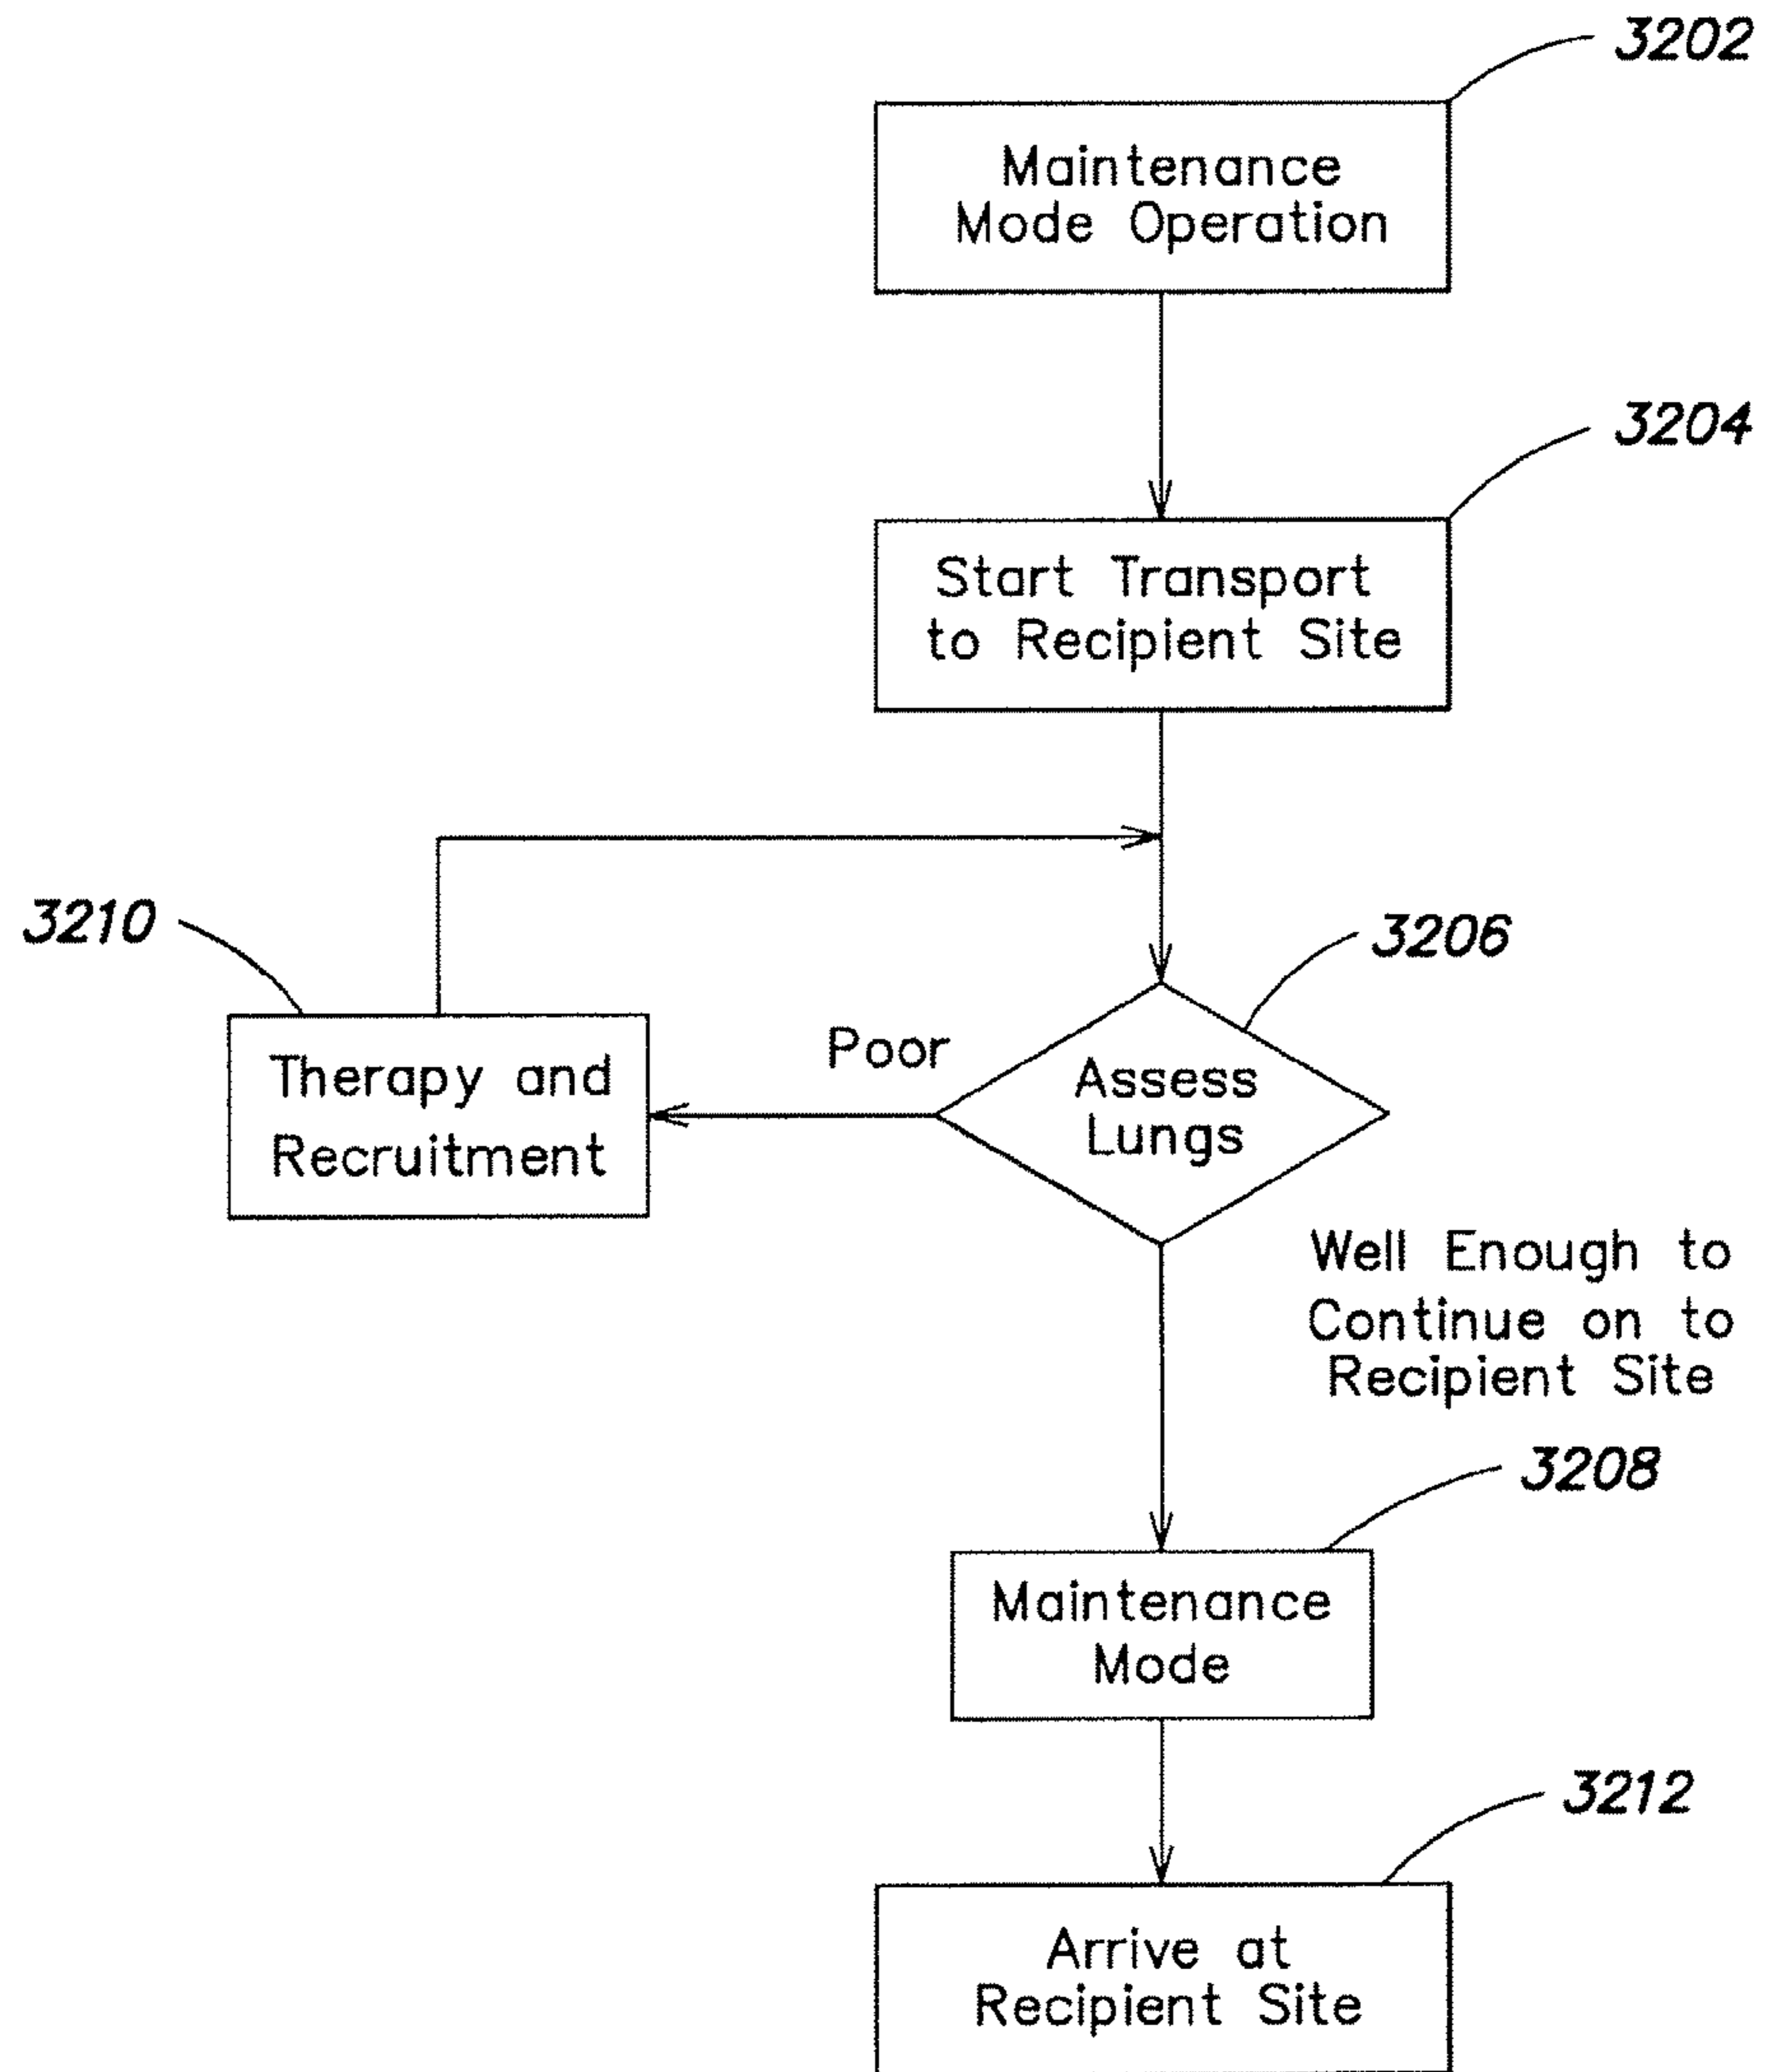 3202
Maintenance
Mode Operation
3204
Start Transport
to Recipient Site
3210
3206
Poor
Therapy and
Recruitment
Assess
Lungs
Well Enough to
Continue on to
Recipient Site
3208
Maintenance
Mode
3212
Arrive at
Recipient Site